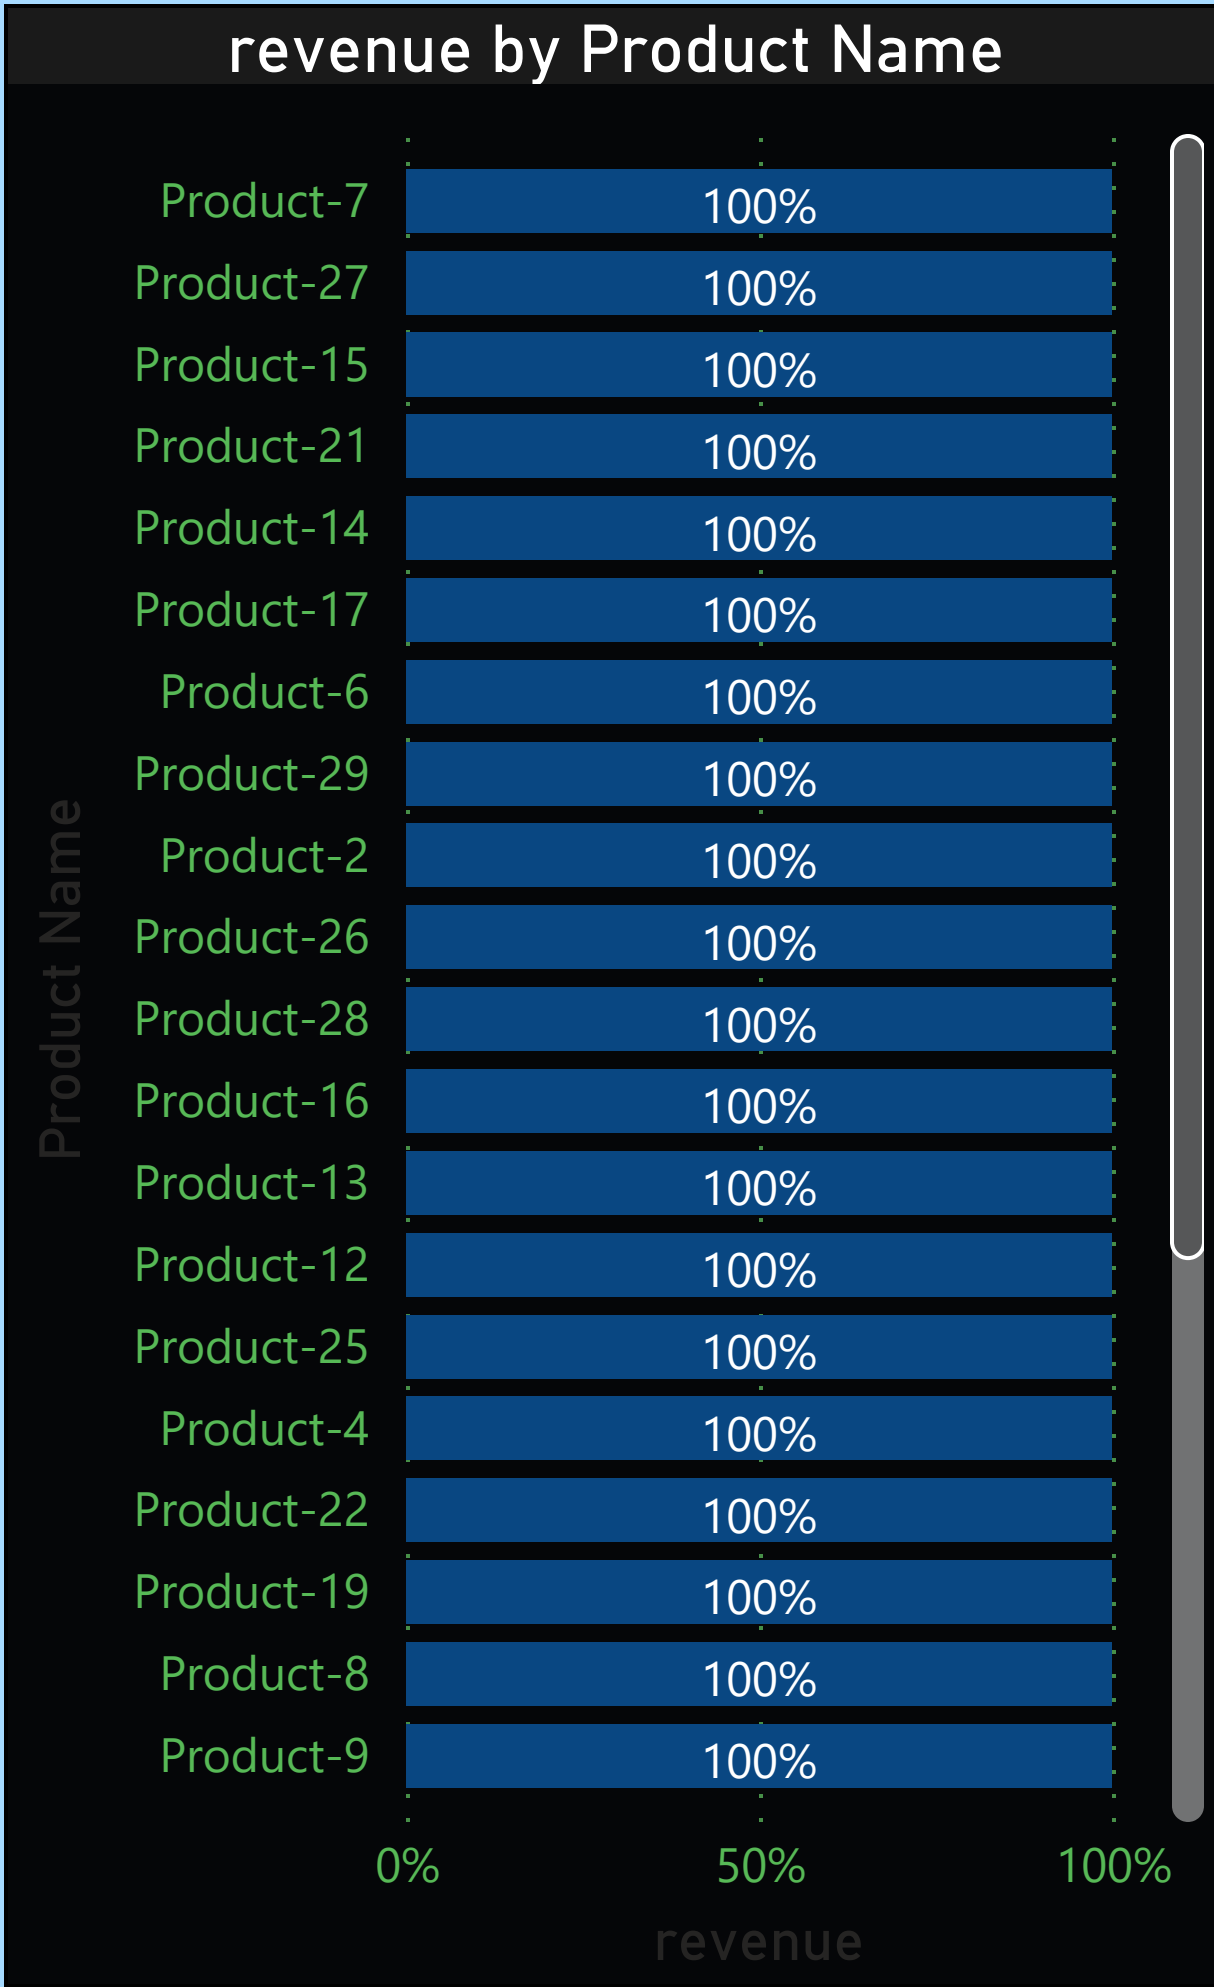 revenue by Product Name
Product Name
Product-7 100%
Product-27 100%
Product-15 100%
Product-21 100%
Product-14 100%
Product-17 100%
Product-6 100%
Product-29 100%
Product-2 100%
Product-26 100%
Product-28 100%
Product-16 100%
Product-13 100%
Product-12 100%
Product-25 100%
Product-4 100%
Product-22 100%
Product-19 100%
Product-8 100%
Product-9 100%
0% 50% 100%
revenue